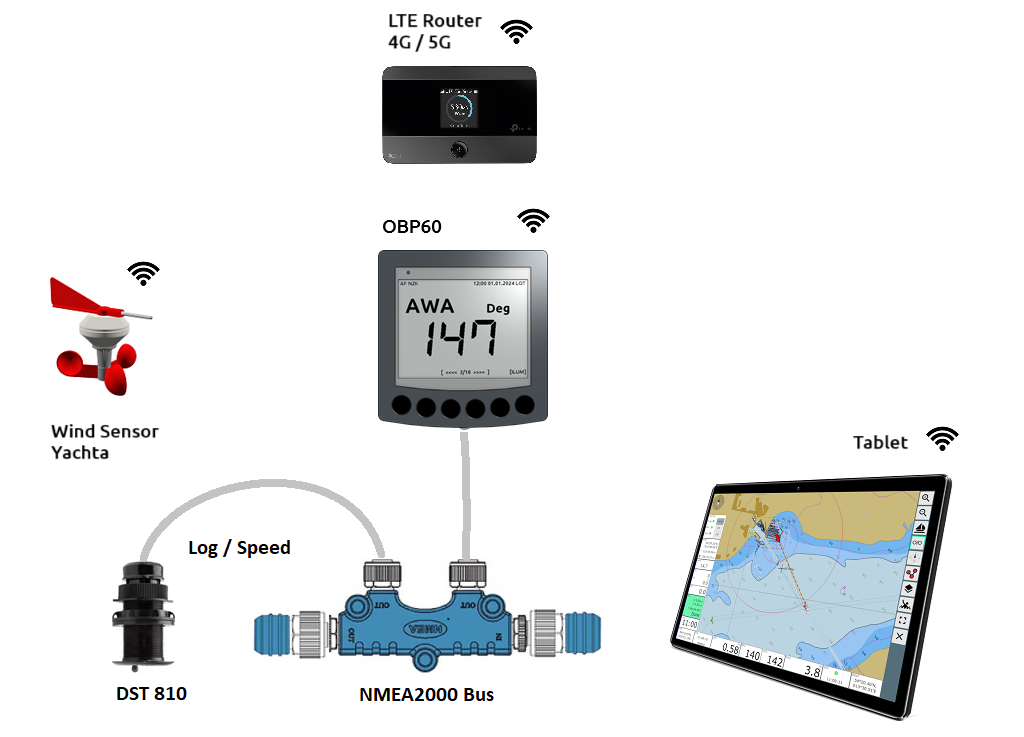 LTE Router
4G / 5G
OBP60
AF N2K
12:00 01.01.2024 LOT
AWA
Deg
147
[ <<<< 3/10 >>>> ]
[ILUM]
Wind Sensor
Yachta
Tablet
Log / Speed
OUT
OUT
OUT
IN
NMEA
DST 810
NMEA2000 Bus
11:00
0.58
140
142
3.8